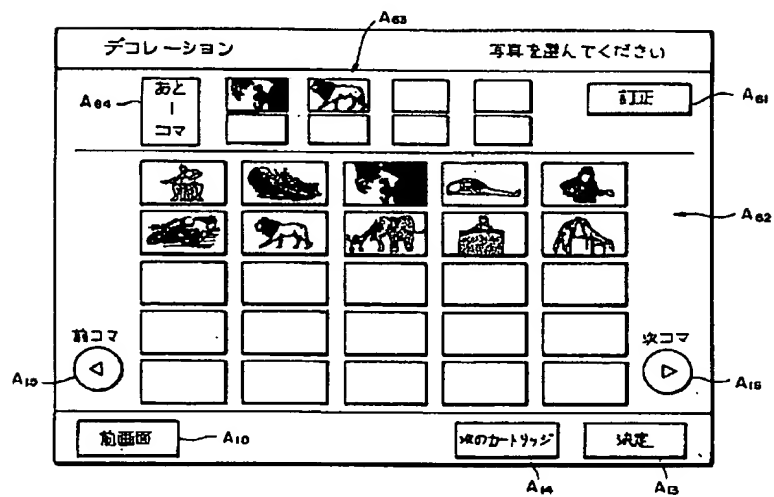 A63
デコレーション 写真を選んでください
A64
あと
1
コマ
訂正
A61
A62
前コマ
次コマ
A15
A16
前画面
A10
次のカートリッジ
決定
A14
A13